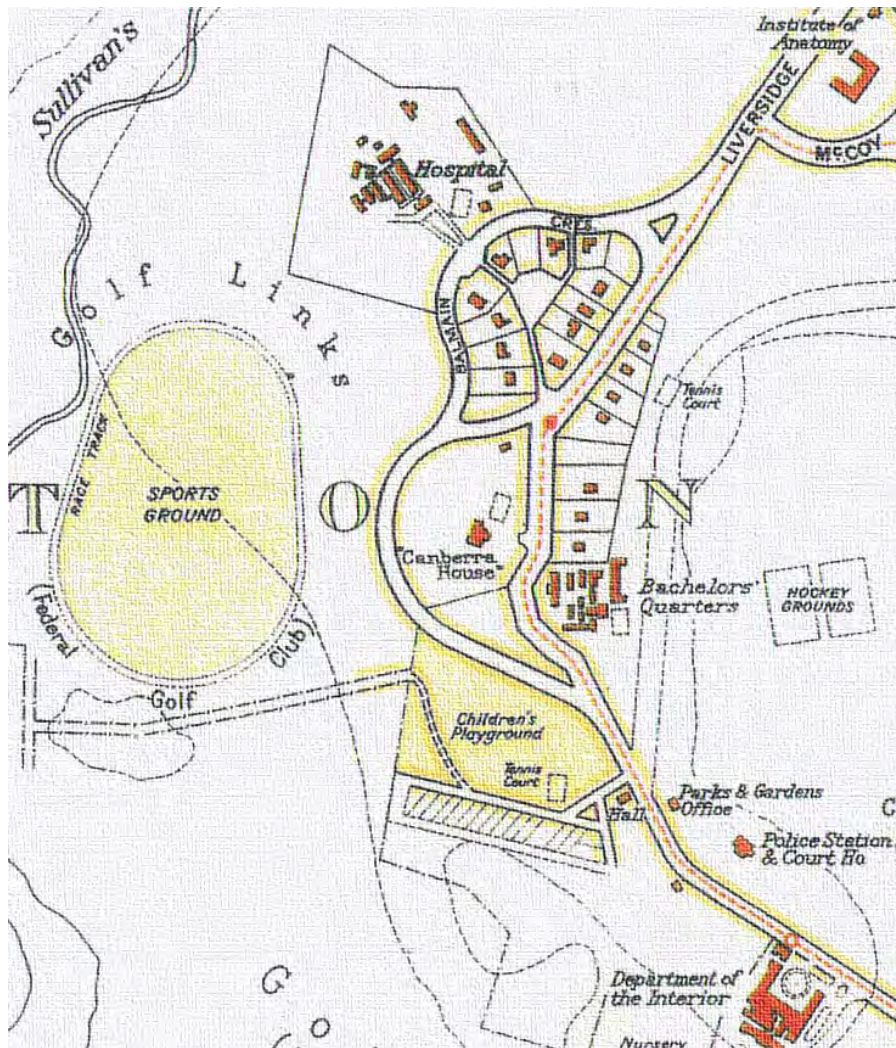 Sullivan's
Institute of
Anatomy
LIVERSIDGE
McCOY
Hospital
CRES.
Golf Links
BALMAIN
Tennis
Court
RACE TRACK
SPORTS
GROUND
T O N
"Canberra
House"
Bachelors'
Quarters
HOCKEY
GROUNDS
(Federal
Golf
Club)
Children's
Playground
Tennis
Court
Hall
Parks & Gardens
Office
C
Police Station
& Court Ho
Department of
the Interior
G
o
Nursery